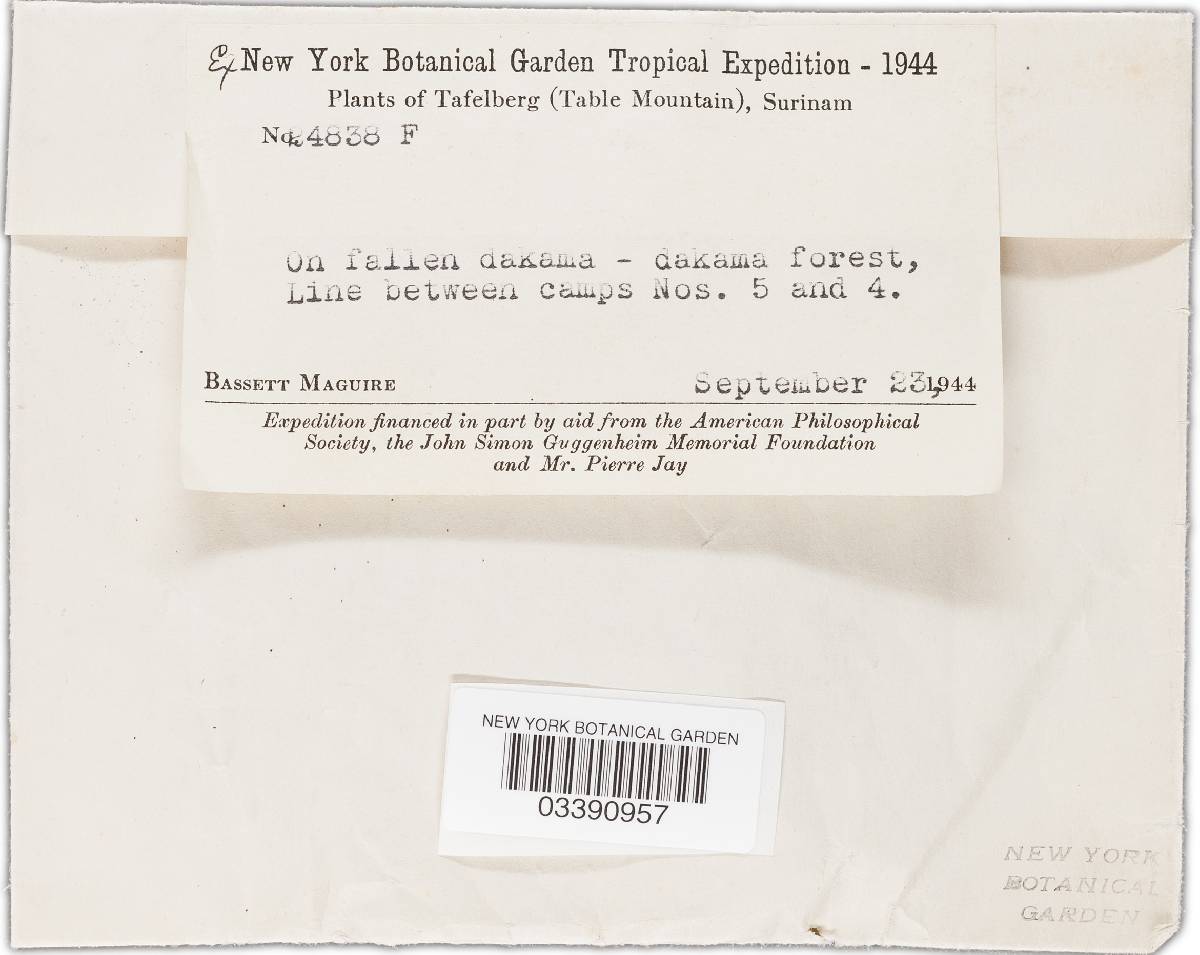 Ex New York Botanical Garden Tropical Expedition - 1944
Plants of Tafelberg (Table Mountain), Surinam
No. 24838 F
On fallen dakama - dakama forest,
Line between camps Nos. 5 and 4.
BASSETT MAGUIRE September 23, 1944
Expedition financed in part by aid from the American Philosophical
Society, the John Simon Guggenheim Memorial Foundation
and Mr. Pierre Jay
NEW YORK BOTANICAL GARDEN
03390957
NEW YORK
BOTANICAL
GARDEN